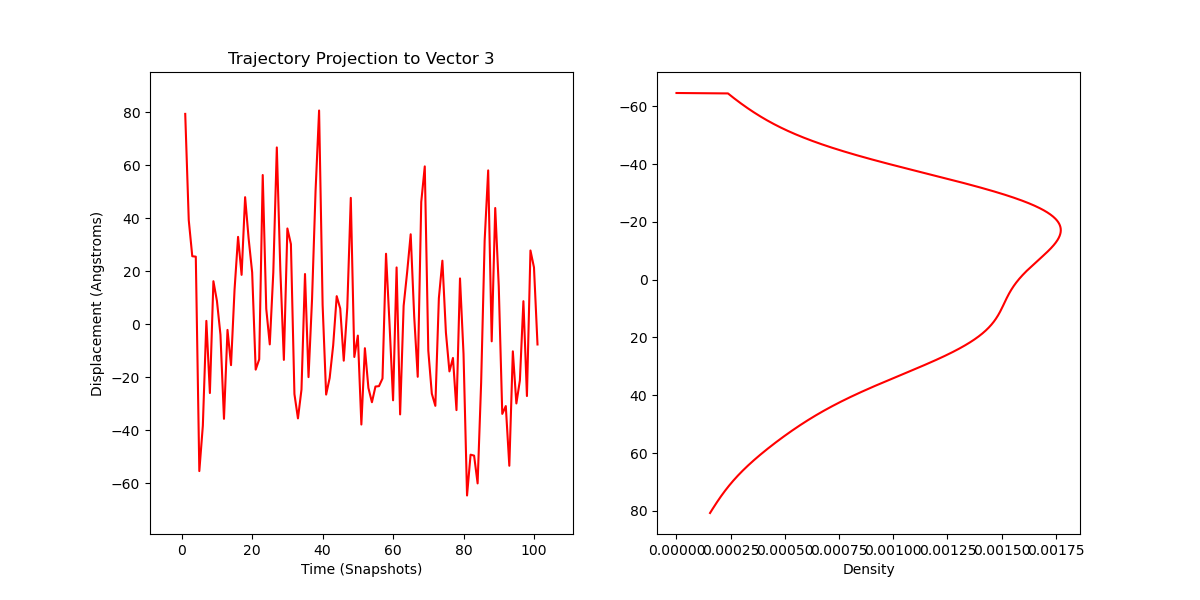 Trajectory Projection to Vector 3
Displacement (Angstroms)
80
60
40
20
0
−20
−40
−60
0 20 40 60 80 100
Time (Snapshots)
−60
−40
−20
0
20
40
60
80
0.00000 0.00025 0.00050 0.00075 0.00100 0.00125 0.00150 0.00175
Density